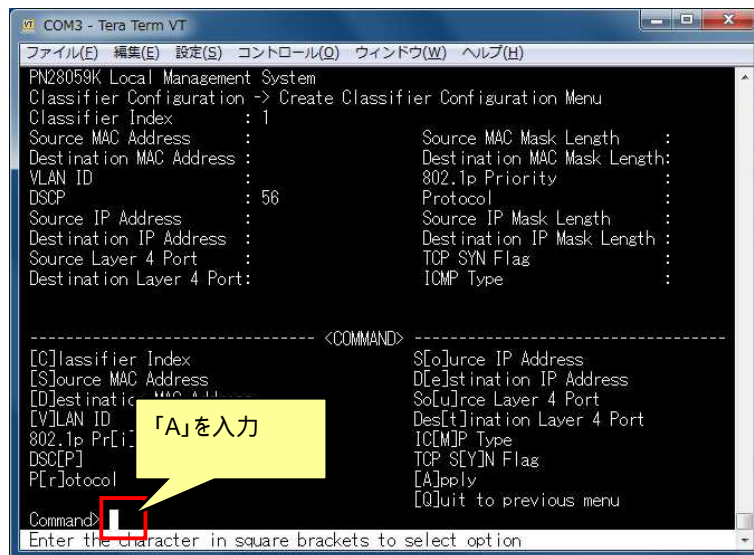 COM3 - Tera Term VT
ファイル(F) 編集(E) 設定(S) コントロール(O) ウィンドウ(W) ヘルプ(H)
PN28059K Local Management System
Classifier Configuration -> Create Classifier Configuration Menu
Classifier Index : 1
Source MAC Address : Source MAC Mask Length :
Destination MAC Address : Destination MAC Mask Length:
VLAN ID : 802.1p Priority :
DSCP : 56 Protocol :
Source IP Address : Source IP Mask Length :
Destination IP Address : Destination IP Mask Length :
Source Layer 4 Port : TCP SYN Flag :
Destination Layer 4 Port: ICMP Type :
<COMMAND>
[C]lassifier Index S[o]urce IP Address
[S]ource MAC Address D[e]stination IP Address
[D]estinatio So[u]rce Layer 4 Port
[V]LAN ID Des[t]ination Layer 4 Port
802.1p Pr[i] IC[M]P Type
DSC[P] TCP S[Y]N Flag
P[r]otocol [A]pply
[Q]uit to previous menu
「A」を入力
Command>
Enter the character in square brackets to select option